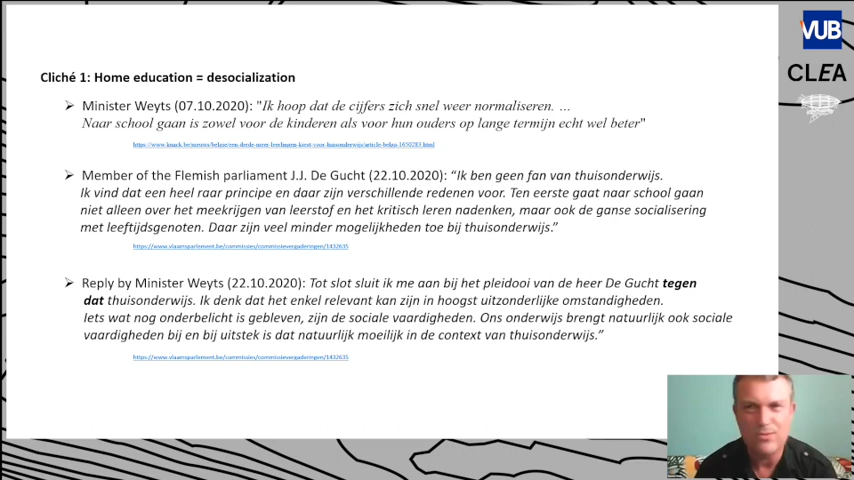 VUB
CLEA
Cliché 1: Home education = desocialization
➢ Minister Weyts (07.10.2020): "Ik hoop dat de cijfers zich snel weer normaliseren. …
Naar school gaan is zowel voor de kinderen als voor hun ouders op lange termijn echt wel beter"
➢ Member of the Flemish parliament J.J. De Gucht (22.10.2020): “Ik ben geen fan van thuisonderwijs.
Ik vind dat een heel raar principe en daar zijn verschillende redenen voor. Ten eerste gaat naar school gaan
niet alleen over het meekrijgen van leerstof en het kritisch leren nadenken, maar ook de ganse socialisering
met leeftijdsgenoten. Daar zijn veel minder mogelijkheden toe bij thuisonderwijs.”
https://www.vlaamsparlement.be/commissies/commissievergaderingen/1432635
➢ Reply by Minister Weyts (22.10.2020): Tot slot sluit ik me aan bij het pleidooi van de heer De Gucht tegen
dat thuisonderwijs. Ik denk dat het enkel relevant kan zijn in hoogst uitzonderlijke omstandigheden.
Iets wat nog onderbelicht is gebleven, zijn de sociale vaardigheden. Ons onderwijs brengt natuurlijk ook sociale
vaardigheden bij en bij uitstek is dat natuurlijk moeilijk in de context van thuisonderwijs.”
https://www.vlaamsparlement.be/commissies/commissievergaderingen/1432635